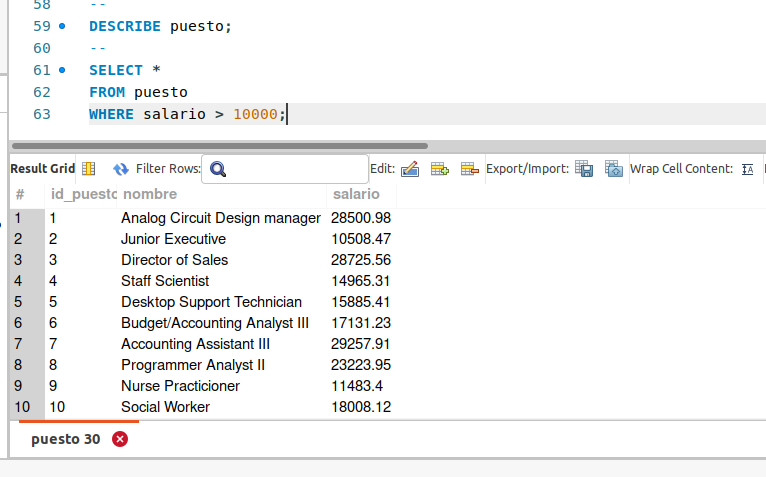 58 --
59 DESCRIBE puesto;
60 --
61 SELECT *
62 FROM puesto
63 WHERE salario > 10000;
Result Grid Filter Rows: Edit: Export/Import: Wrap Cell Content:
# id_puesto nombre salario
1 1 Analog Circuit Design manager 28500.98
2 2 Junior Executive 10508.47
3 3 Director of Sales 28725.56
4 4 Staff Scientist 14965.31
5 5 Desktop Support Technician 15885.41
6 6 Budget/Accounting Analyst III 17131.23
7 7 Accounting Assistant III 29257.91
8 8 Programmer Analyst II 23223.95
9 9 Nurse Practicioner 11483.4
10 10 Social Worker 18008.12
puesto 30